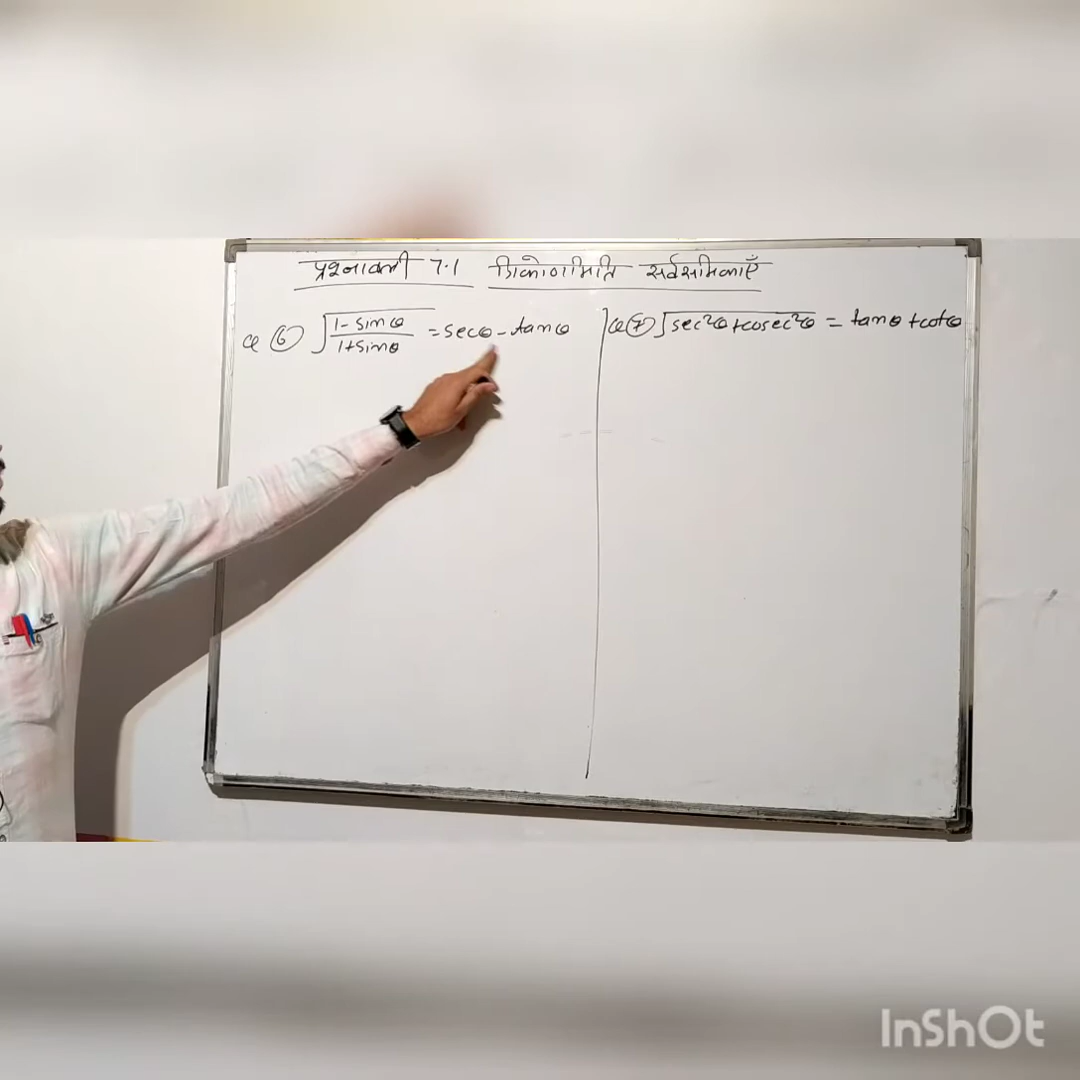 प्रश्नावली 7.1 त्रिकोणमिति सर्वसमिकाएँ
Q ⑥ √(1-sinθ / 1+sinθ) = secθ - tanθ
Q ⑦ √(sec²θ + cosec²θ) = tanθ + cotθ
InShOt